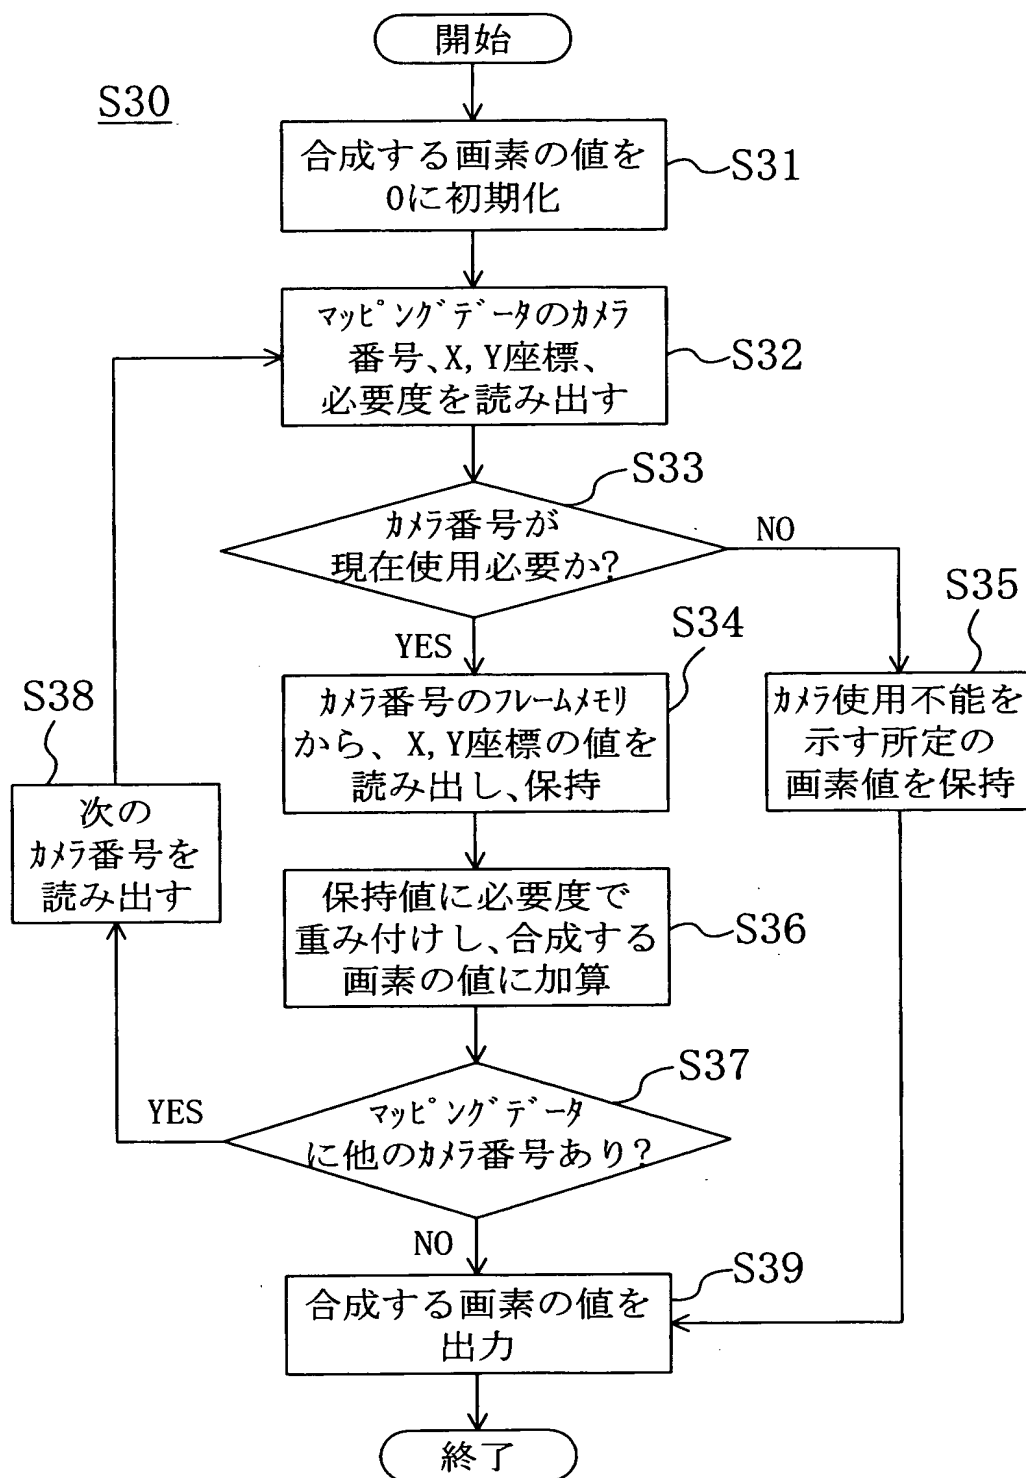 開始
S30
合成する画素の値を
0に初期化
S31
マッピングデータのカメラ
番号、X,Y座標、
必要度を読み出す
S32
S33
カメラ番号が
現在使用必要か?
NO
YES
S34
カメラ番号のフレームメモリ
から、X,Y座標の値を
読み出し、保持
S35
カメラ使用不能を
示す所定の
画素値を保持
S38
次の
カメラ番号を
読み出す
保持値に必要度で
重み付けし、合成する
画素の値に加算
S36
S37
マッピングデータ
に他のカメラ番号あり?
YES
NO
S39
合成する画素の値を
出力
終了